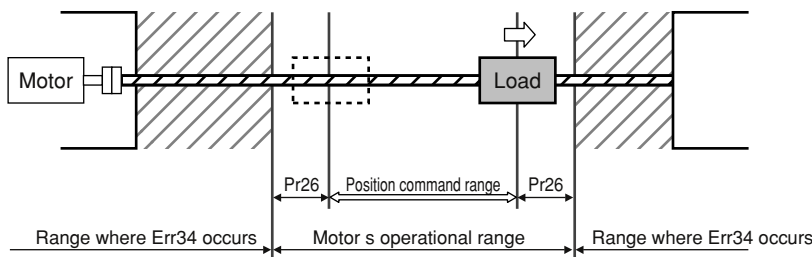 Motor
Load
Pr26 Position command range Pr26
Range where Err34 occurs Motor s operational range Range where Err34 occurs